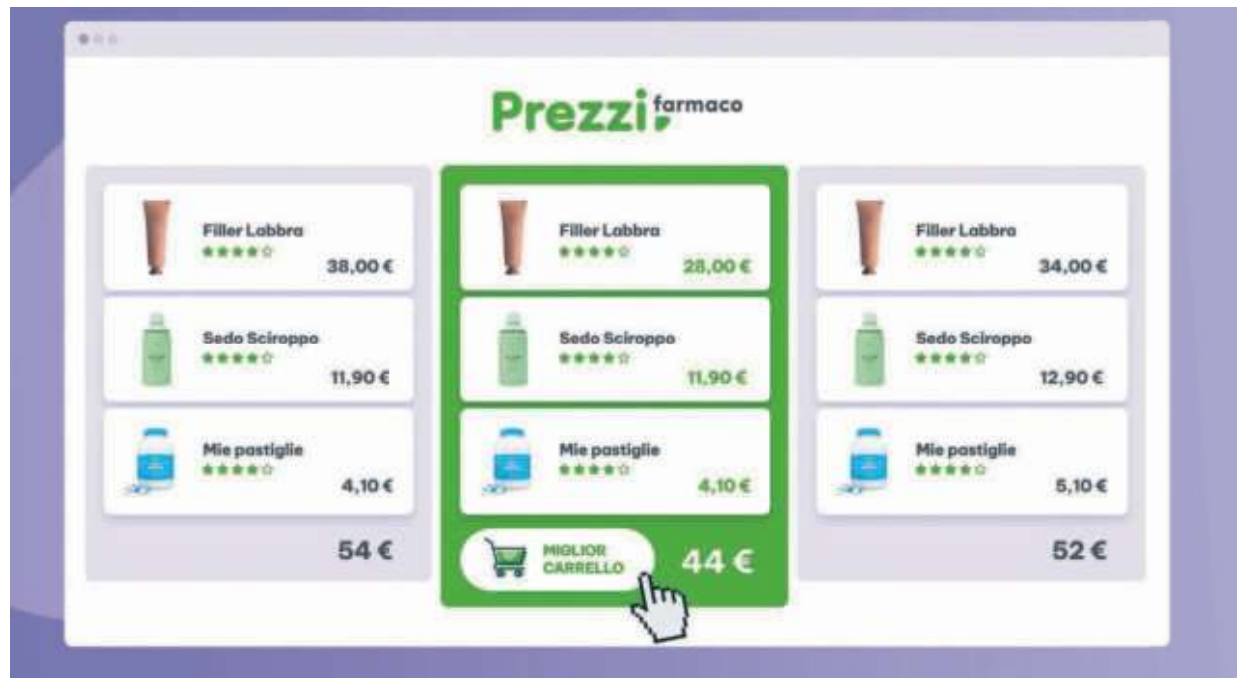 Prezzi farmaco
Filler Labbra
38,00 €
Sedo Sciroppo
11,90 €
Mie pastiglie
4,10 €
54 €
Filler Labbra
28,00 €
Sedo Sciroppo
11,90 €
Mie pastiglie
4,10 €
MIGLIOR
CARRELLO
44 €
Filler Labbra
34,00 €
Sedo Sciroppo
12,90 €
Mie pastiglie
5,10 €
52 €